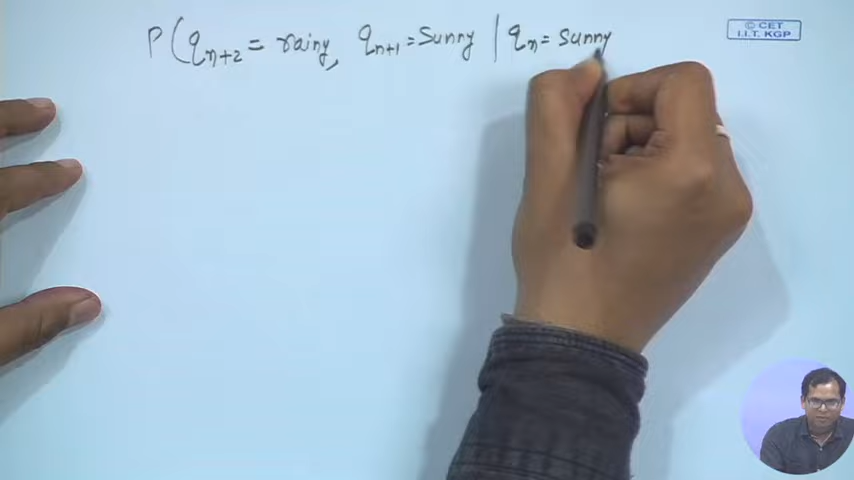 P(qₙ₊₂ = rainy, qₙ₊₁ = Sunny | qₙ = Sunny
© CET
I.I.T. KGP